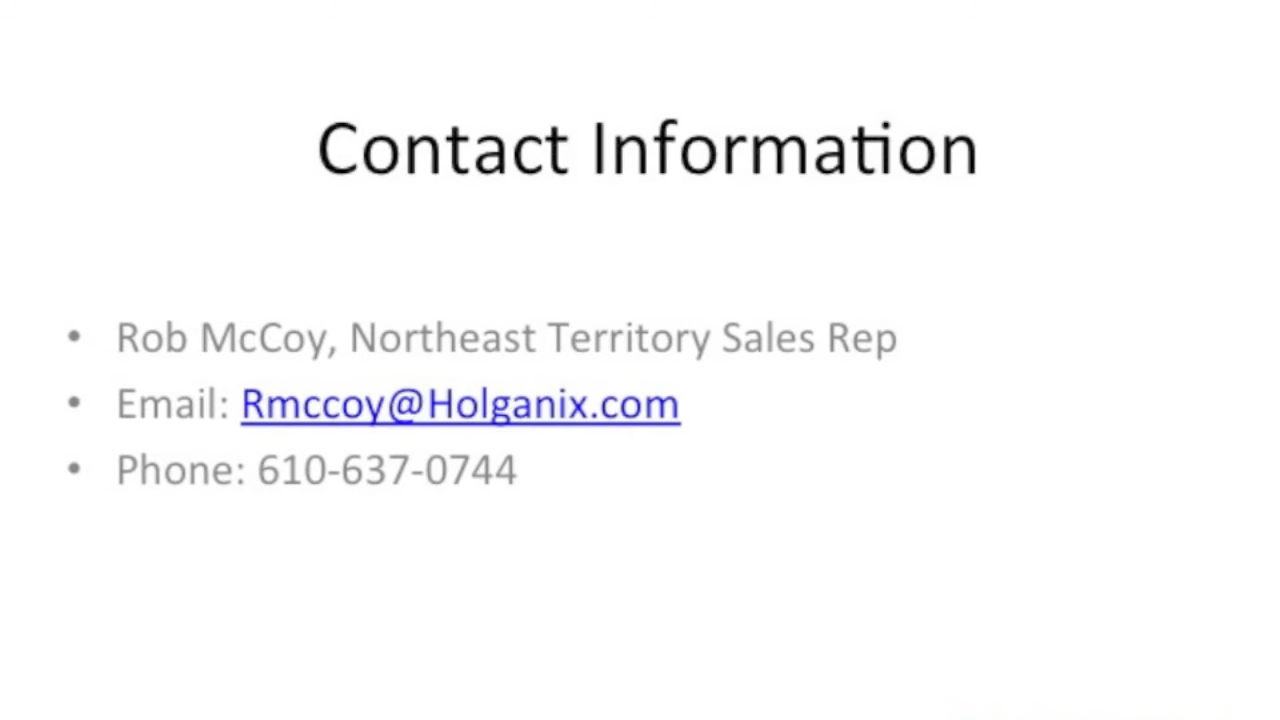 Contact Information
• Rob McCoy, Northeast Territory Sales Rep
• Email: Rmccoy@Holganix.com
• Phone: 610-637-0744